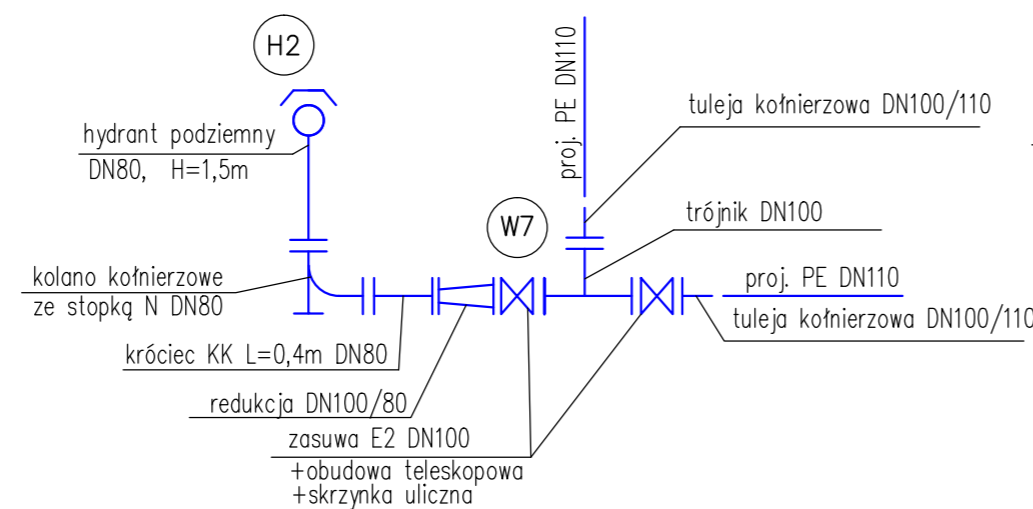 H2
hydrant podziemny
DN80, H=1,5m
proj. PE DN110
tuleja kołnierzowa DN100/110
trójnik DN100
W7
kolano kołnierzowe
ze stopką N DN80
proj. PE DN110
tuleja kołnierzowa DN100/110
króciec KK L=0,4m DN80
redukcja DN100/80
zasuwa E2 DN100
+obudowa teleskopowa
+skrzynka uliczna